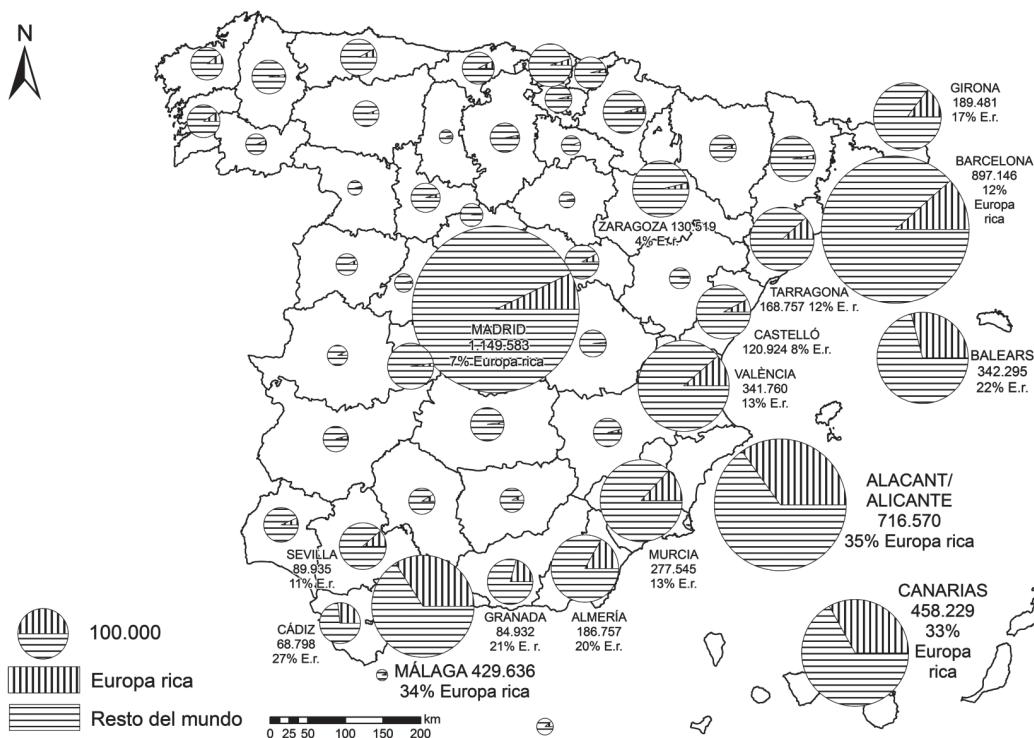 N
GIRONA
189.481
17% E.r.
BARCELONA
897.146
12%
Europa
rica
ZARAGOZA 130.519
4% E.r.
TARRAGONA
168.757 12% E. r.
MADRID
1.149.583
7% Europa rica
CASTELLÓ
120.924 8% E.r.
BALEARS
342.295
22% E.r.
VALÈNCIA
341.760
13% E.r.
ALACANT/
ALICANTE
716.570
35% Europa rica
SEVILLA
89.935
11% E.r.
MURCIA
277.545
13% E.r.
CANARIAS
458.229
33%
Europa
rica
CÁDIZ
68.798
27% E.r.
GRANADA
84.932
21% E. r.
ALMERÍA
186.757
20% E.r.
MÁLAGA 429.636
34% Europa rica
100.000
Europa rica
Resto del mundo
km
0 25 50 100 150 200